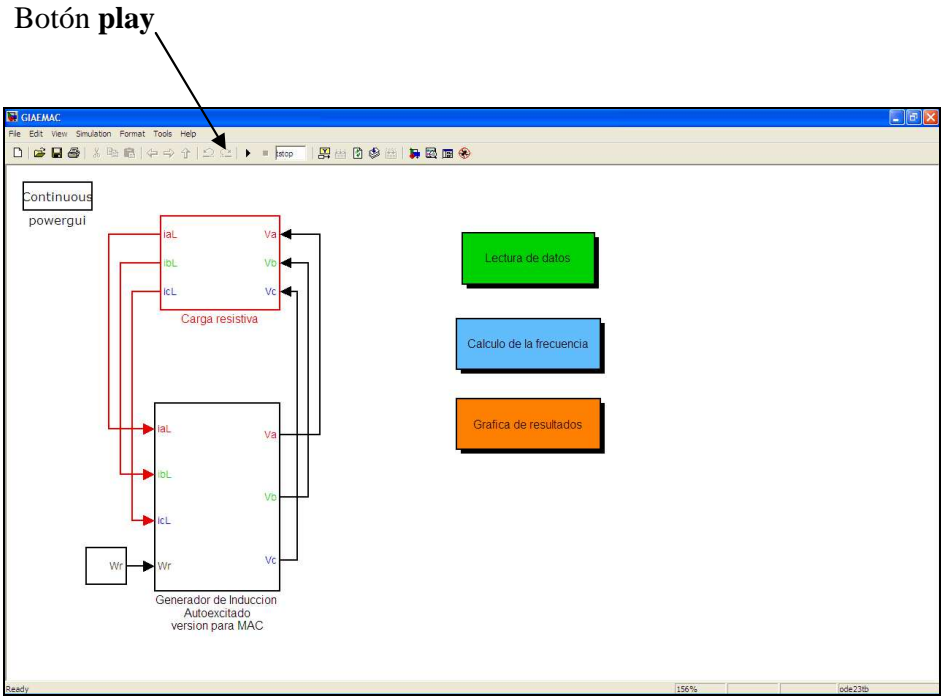 Botón play
GIAEMAC
File Edit View Simulation Format Tools Help
tstop
Continuous
powergui
iaL Va
ibL Vb
icL Vc
Carga resistiva
Lectura de datos
Calculo de la frecuencia
Grafica de resultados
iaL Va
ibL
Vb
icL
Wr Wr Vc
Generador de Induccion
Autoexcitado
version para MAC
Ready 156% ode23tb